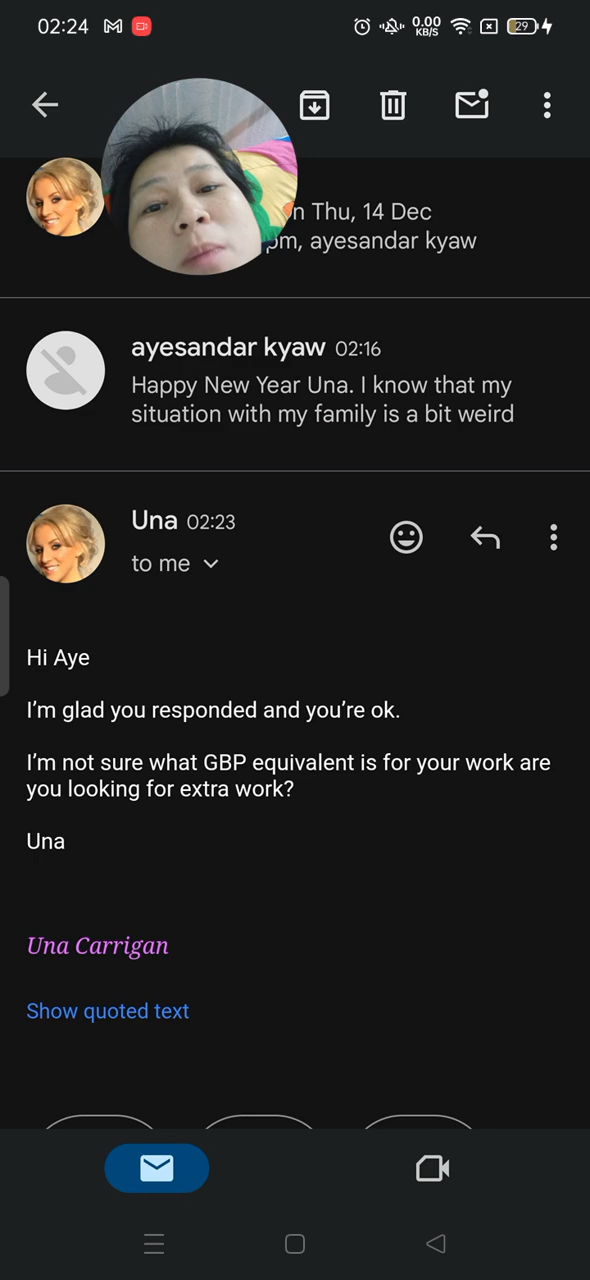 02:24
0.00
KB/S
29
n Thu, 14 Dec
pm, ayesandar kyaw
ayesandar kyaw 02:16
Happy New Year Una. I know that my
situation with my family is a bit weird
Una 02:23
to me
Hi Aye
I'm glad you responded and you're ok.
I'm not sure what GBP equivalent is for your work are
you looking for extra work?
Una
Una Carrigan
Show quoted text